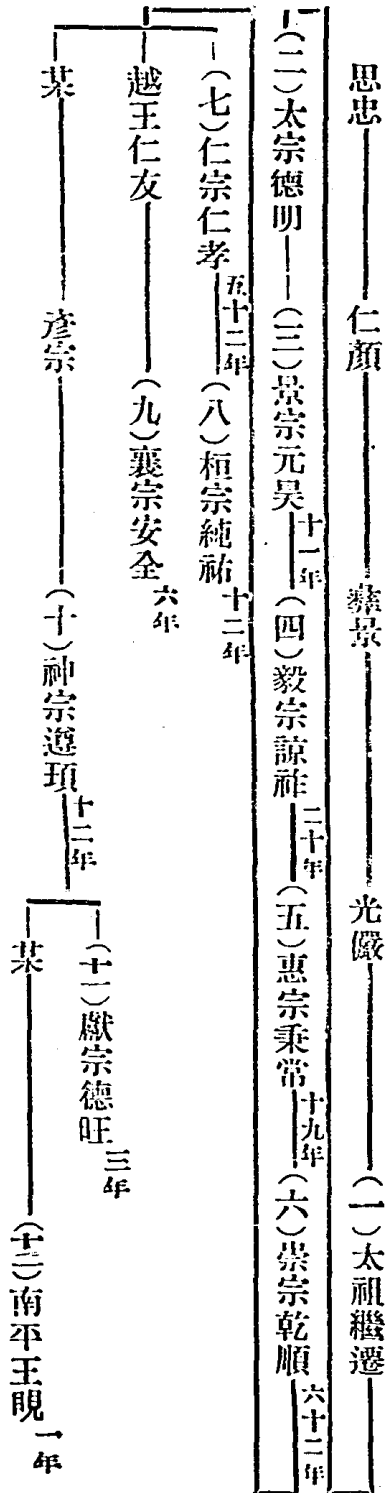 思忠 仁顏 彝景 光儼 (一)太祖繼遷
(二)太宗德明 (三)景宗元昊 十一年 (四)毅宗諒祚 二十年 (五)惠宗秉常 十九年 (六)崇宗乾順 六十二年
(七)仁宗仁孝 五十二年 (八)桓宗純祐 十二年
越王仁友 (九)襄宗安全 六年
某 彥宗 (十)神宗遵頊 十二年
(十一)獻宗德旺 三年
某 (十二)南平王晛 一年